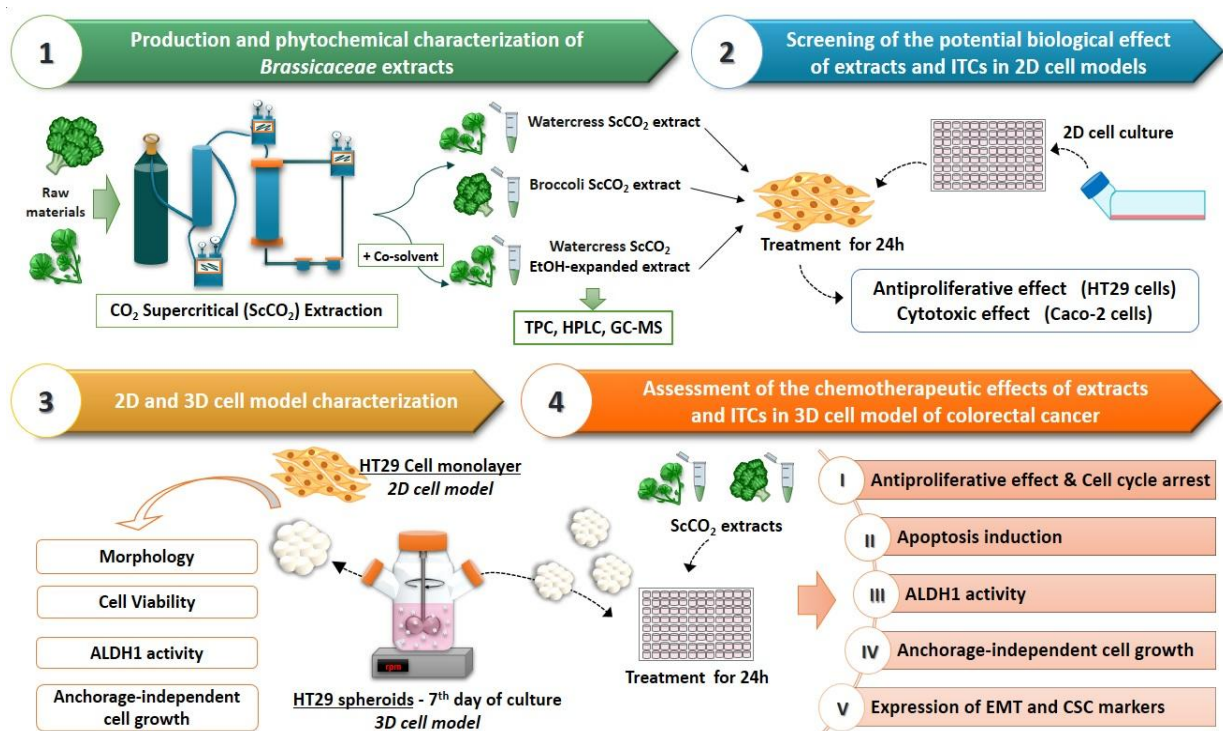 1
Production and phytochemical characterization of
Brassicaceae extracts
2
Screening of the potential biological effect
of extracts and ITCs in 2D cell models
Raw
materials
CO₂ Supercritical (ScCO₂) Extraction
+ Co-solvent
Watercress ScCO₂ extract
Broccoli ScCO₂ extract
Watercress ScCO₂
EtOH-expanded extract
TPC, HPLC, GC-MS
2D cell culture
Treatment for 24h
Antiproliferative effect (HT29 cells)
Cytotoxic effect (Caco-2 cells)
3
2D and 3D cell model characterization
4
Assessment of the chemotherapeutic effects of extracts
and ITCs in 3D cell model of colorectal cancer
HT29 Cell monolayer
2D cell model
Morphology
Cell Viability
ALDH1 activity
Anchorage-independent
cell growth
rpm
HT29 spheroids - 7th day of culture
3D cell model
ScCO₂ extracts
Treatment for 24h
I Antiproliferative effect & Cell cycle arrest
II Apoptosis induction
III ALDH1 activity
IV Anchorage-independent cell growth
V Expression of EMT and CSC markers